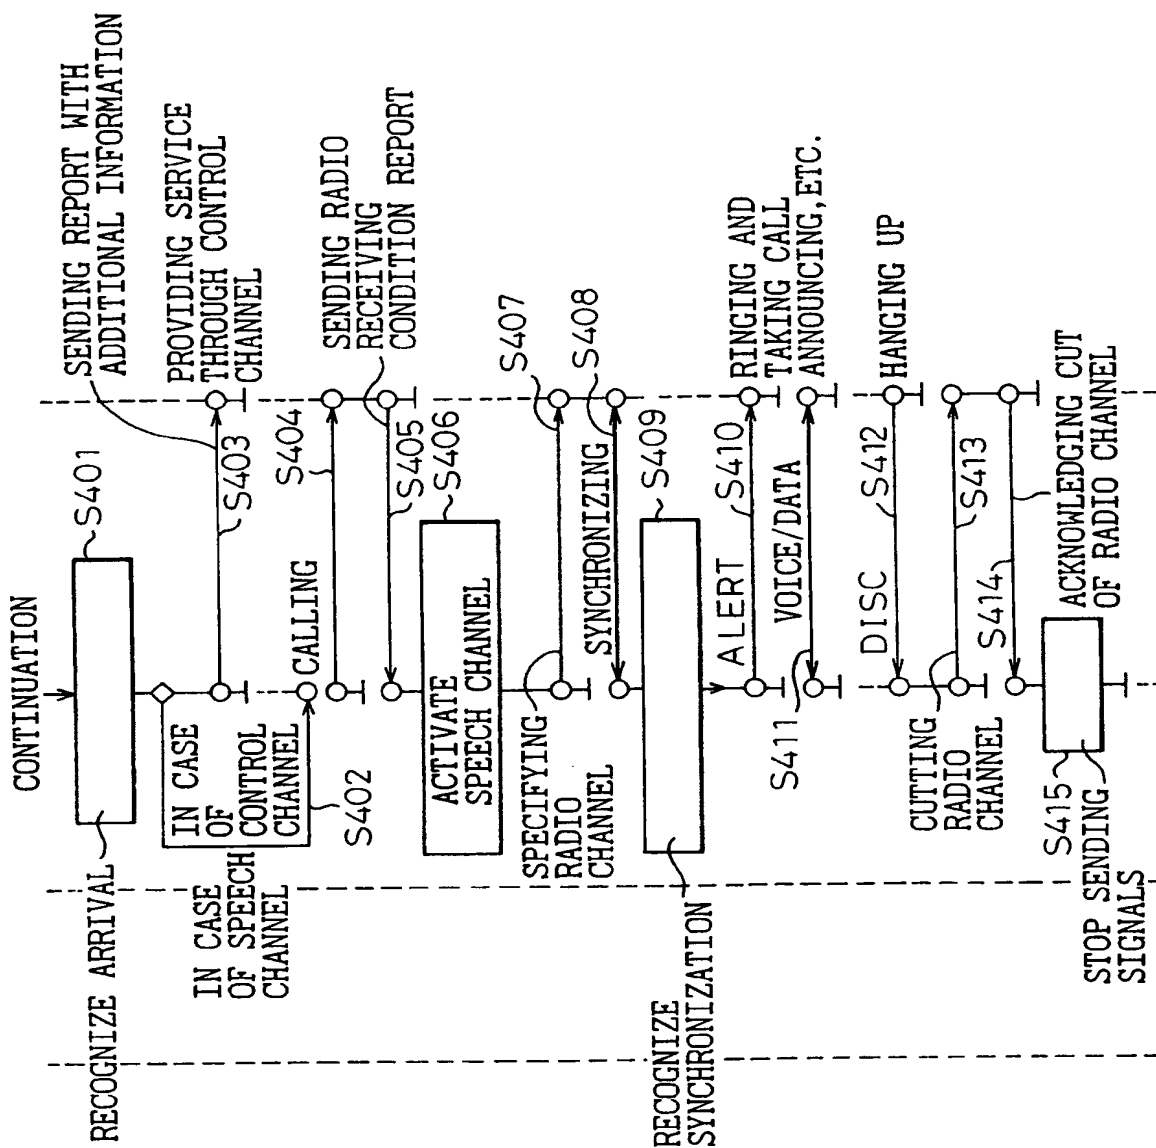 CONTINUATION
S401
RECOGNIZE ARRIVAL
SENDING REPORT WITH
ADDITIONAL INFORMATION
IN CASE
OF
CONTROL
CHANNEL
IN CASE
OF SPEECH
CHANNEL
S402
S403
PROVIDING SERVICE
THROUGH CONTROL
CHANNEL
CALLING
S404
SENDING RADIO
RECEIVING
CONDITION REPORT
S405
S406
ACTIVATE
SPEECH CHANNEL
SPECIFYING
RADIO
CHANNEL
S407
SYNCHRONIZING
S408
S409
RECOGNIZE
SYNCHRONIZATION
ALERT
S410
RINGING AND
TAKING CALL
S411
VOICE/DATA
ANNOUNCING, ETC.
DISC
S412
HANGING UP
CUTTING
RADIO
CHANNEL
S413
S414
ACKNOWLEDGING CUT
OF RADIO CHANNEL
S415
STOP SENDING
SIGNALS